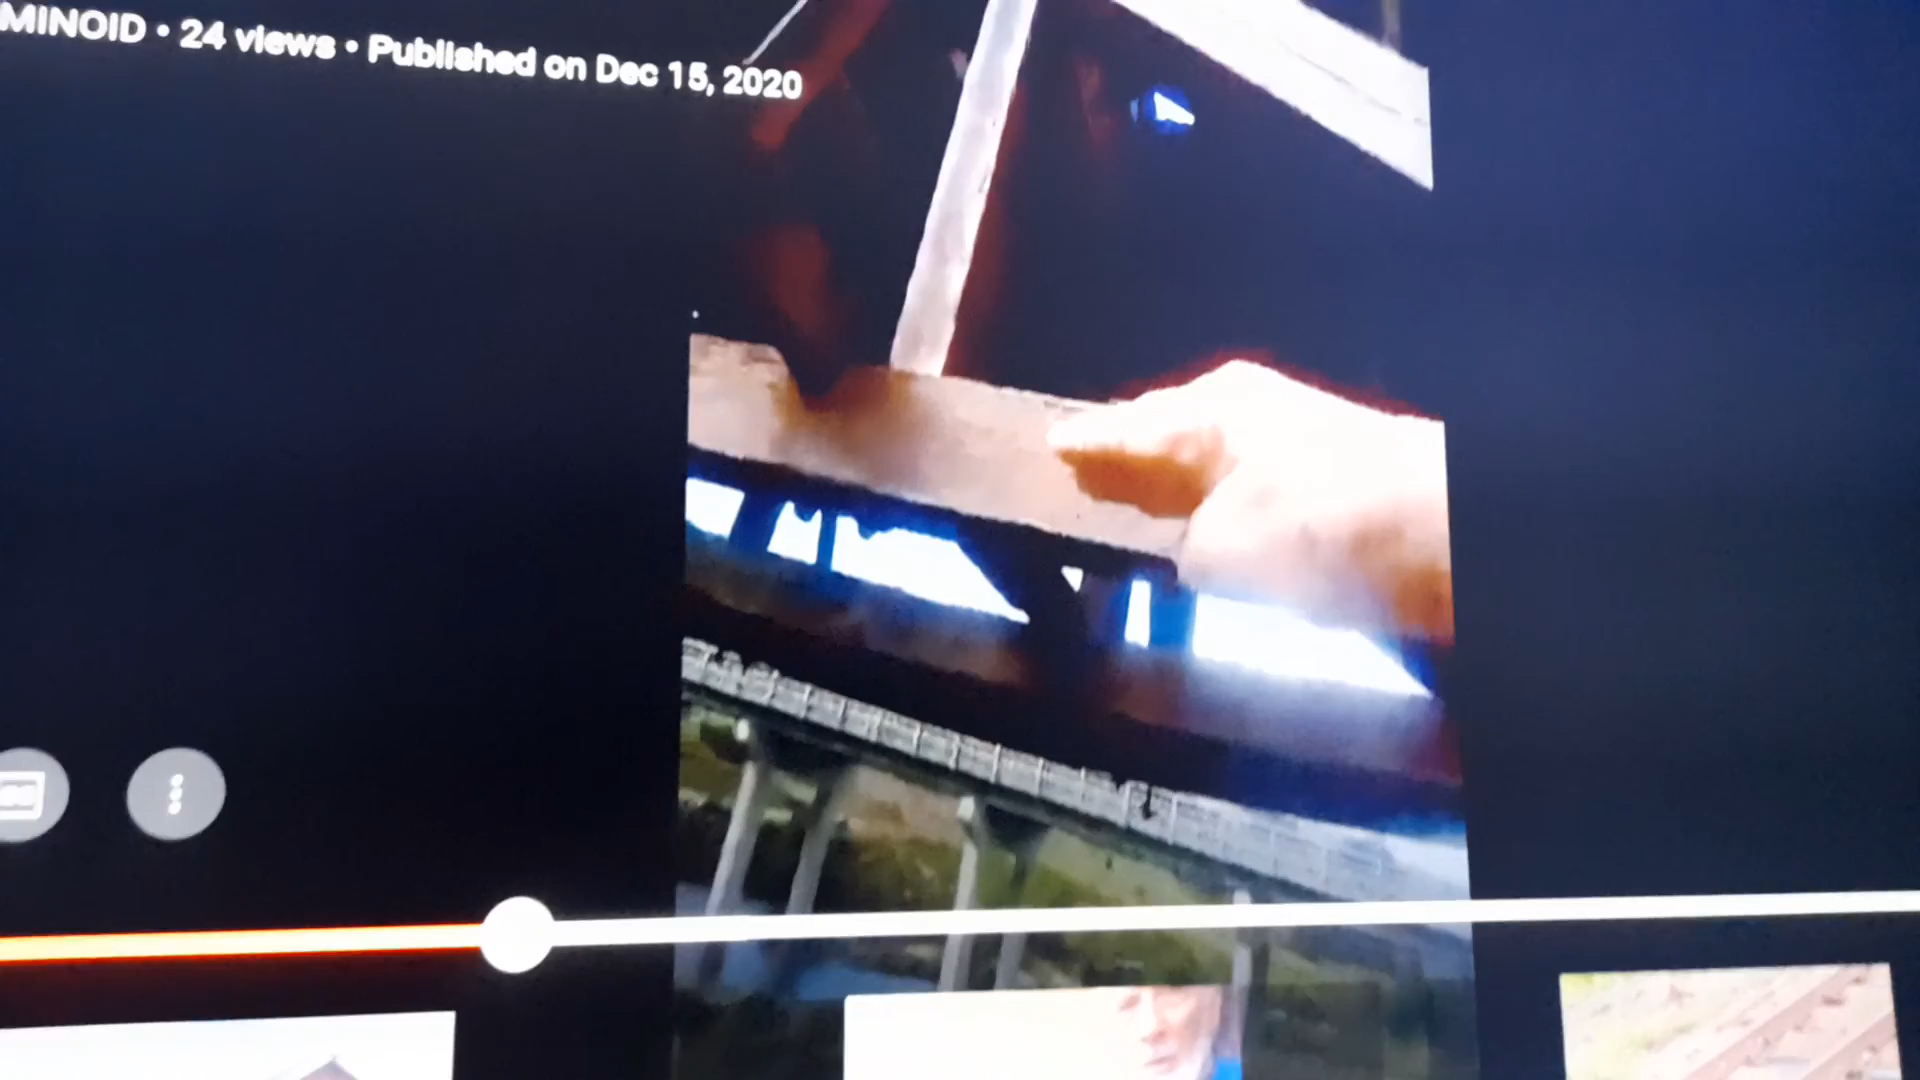 MINOID • 24 views • Published on Dec 15, 2020